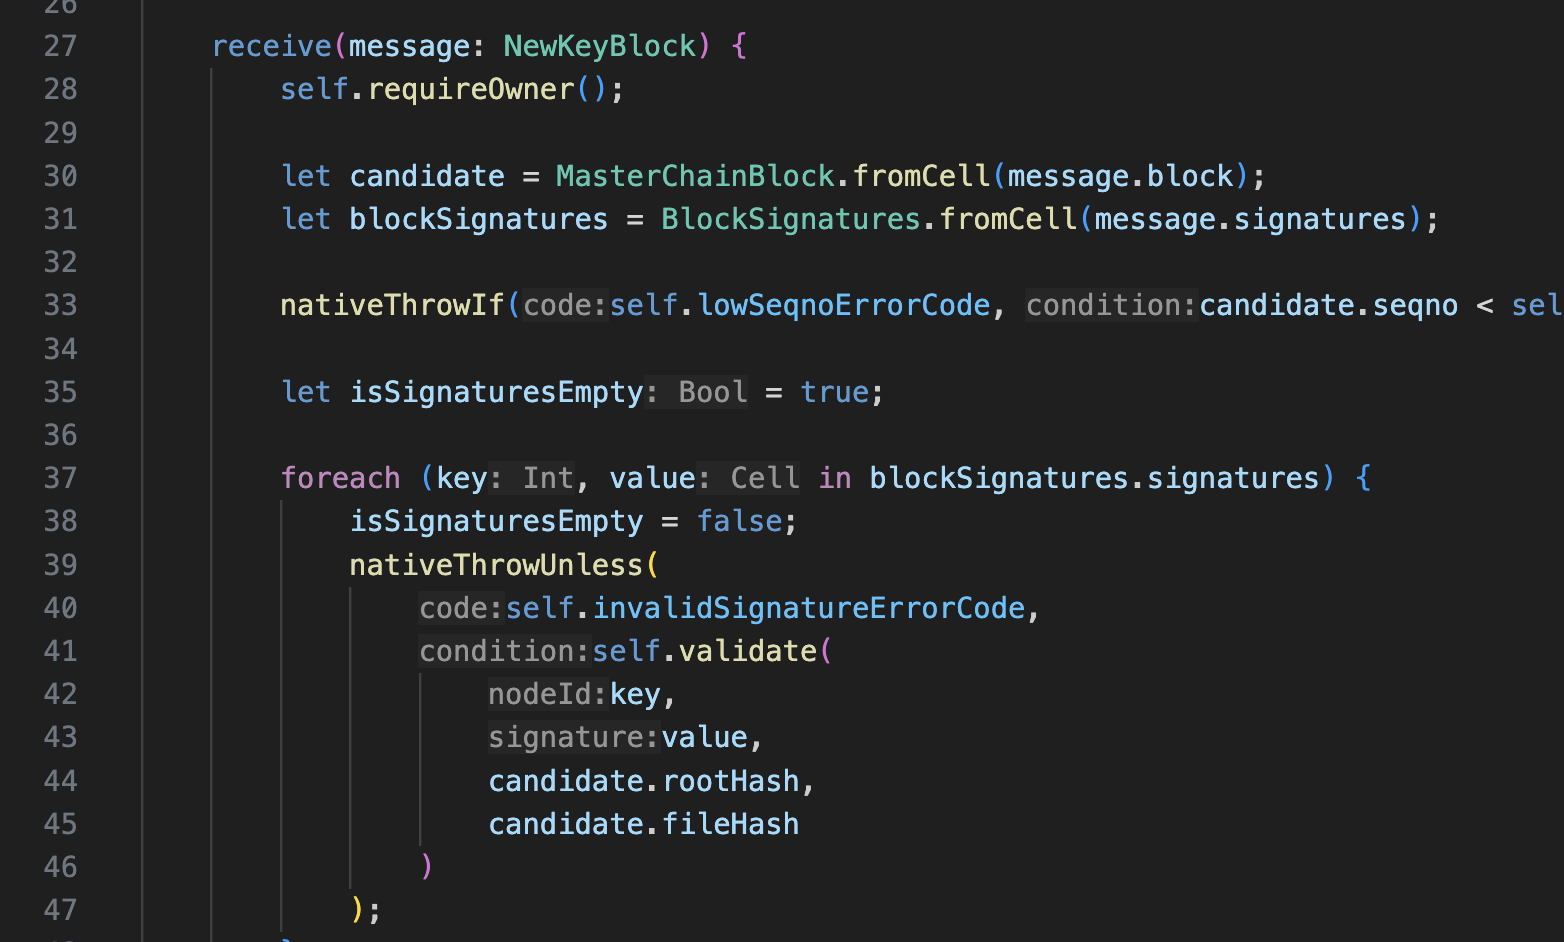 26
27 receive(message: NewKeyBlock) {
28 self.requireOwner();
29
30 let candidate = MasterChainBlock.fromCell(message.block);
31 let blockSignatures = BlockSignatures.fromCell(message.signatures);
32
33 nativeThrowIf(code:self.lowSeqnoErrorCode, condition:candidate.seqno < sel
34
35 let isSignaturesEmpty: Bool = true;
36
37 foreach (key: Int, value: Cell in blockSignatures.signatures) {
38 isSignaturesEmpty = false;
39 nativeThrowUnless(
40 code:self.invalidSignatureErrorCode,
41 condition:self.validate(
42 nodeId:key,
43 signature:value,
44 candidate.rootHash,
45 candidate.fileHash
46 )
47 );